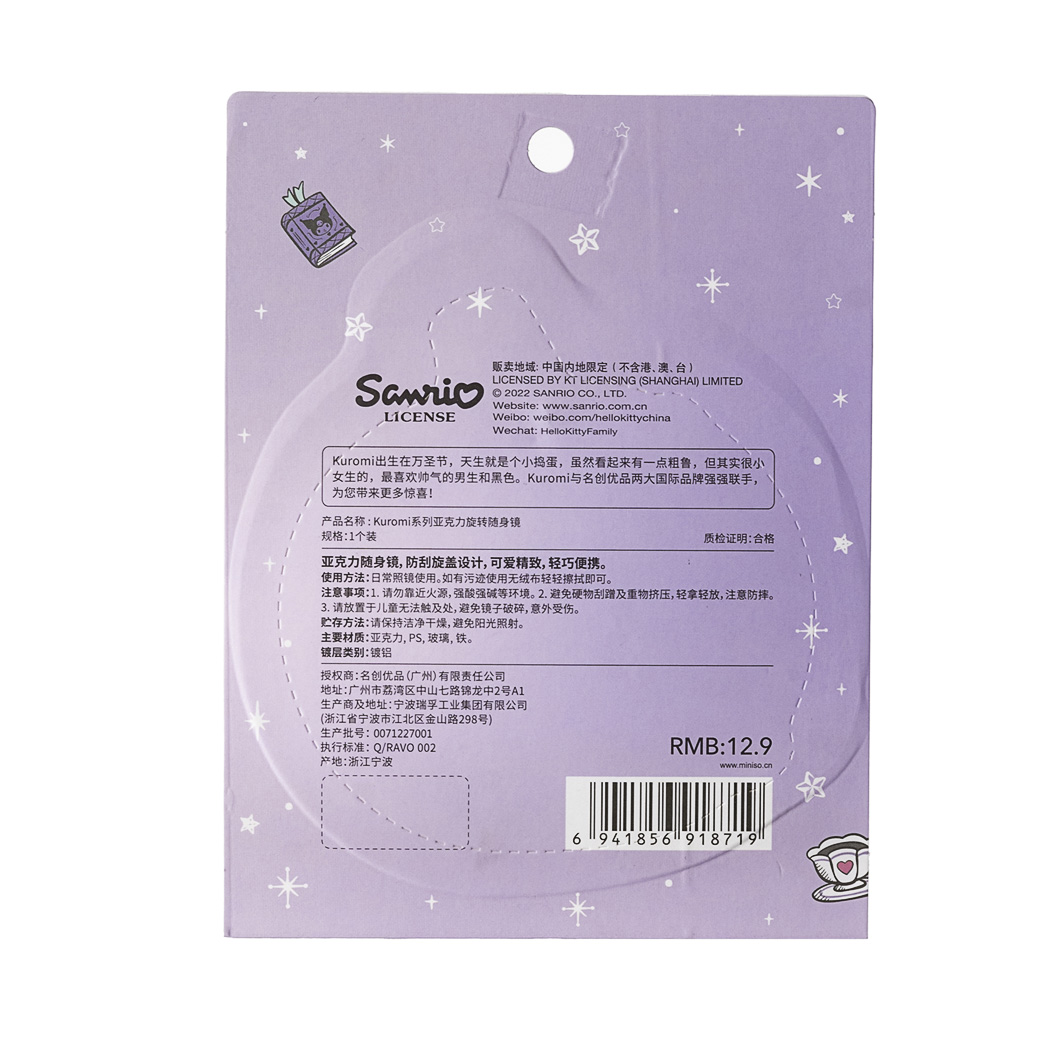 Sanrio
LICENSE
贩卖地域: 中国内地限定 ( 不含港、澳、台 )
LICENSED BY KT LICENSING (SHANGHAI) LIMITED
© 2022 SANRIO CO., LTD.
Website: www.sanrio.com.cn
Weibo: weibo.com/hellokittychina
Wechat: HelloKittyFamily
Kuromi出生在万圣节，天生就是个小捣蛋，虽然看起来有一点粗鲁，但其实很小
女生的，最喜欢帅气的男生和黑色。Kuromi与名创优品两大国际品牌强强联手，
为您带来更多惊喜！
产品名称：Kuromi系列亚克力旋转随身镜
规格：1个装
质检证明：合格
亚克力随身镜，防刮旋盖设计，可爱精致，轻巧便携。
使用方法：日常照镜使用。如有污迹使用无绒布轻轻擦拭即可。
注意事项：1. 请勿靠近火源，强酸强碱等环境。2. 避免硬物刮蹭及重物挤压，轻拿轻放，注意防摔。
3. 请放置于儿童无法触及处，避免镜子破碎，意外受伤。
贮存方法：请保持洁净干燥，避免阳光照射。
主要材质：亚克力，PS，玻璃，铁。
镀层类别：镀铝
授权商：名创优品（广州）有限责任公司
地址：广州市荔湾区中山七路锦龙中2号A1
生产商及地址：宁波瑞孚工业集团有限公司
(浙江省宁波市江北区金山路298号)
生产批号：0071227001
执行标准：Q/RAVO 002
产地：浙江宁波
RMB:12.9
www.miniso.cn
6 941856 918719